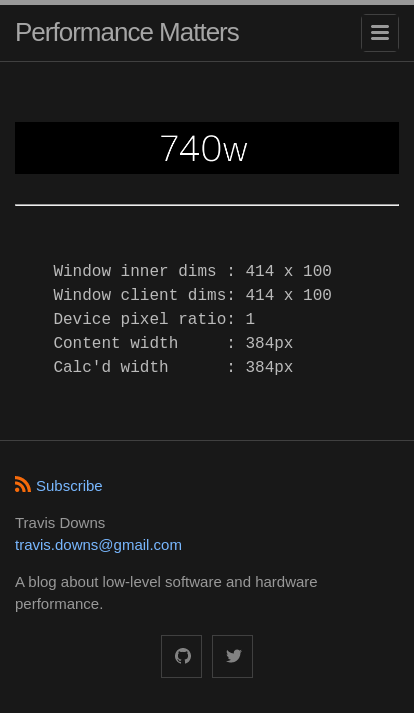 Performance Matters
740w
Window inner dims : 414 x 100
Window client dims: 414 x 100
Device pixel ratio: 1
Content width     : 384px
Calc'd width      : 384px
Subscribe
Travis Downs
travis.downs@gmail.com
A blog about low-level software and hardware
performance.